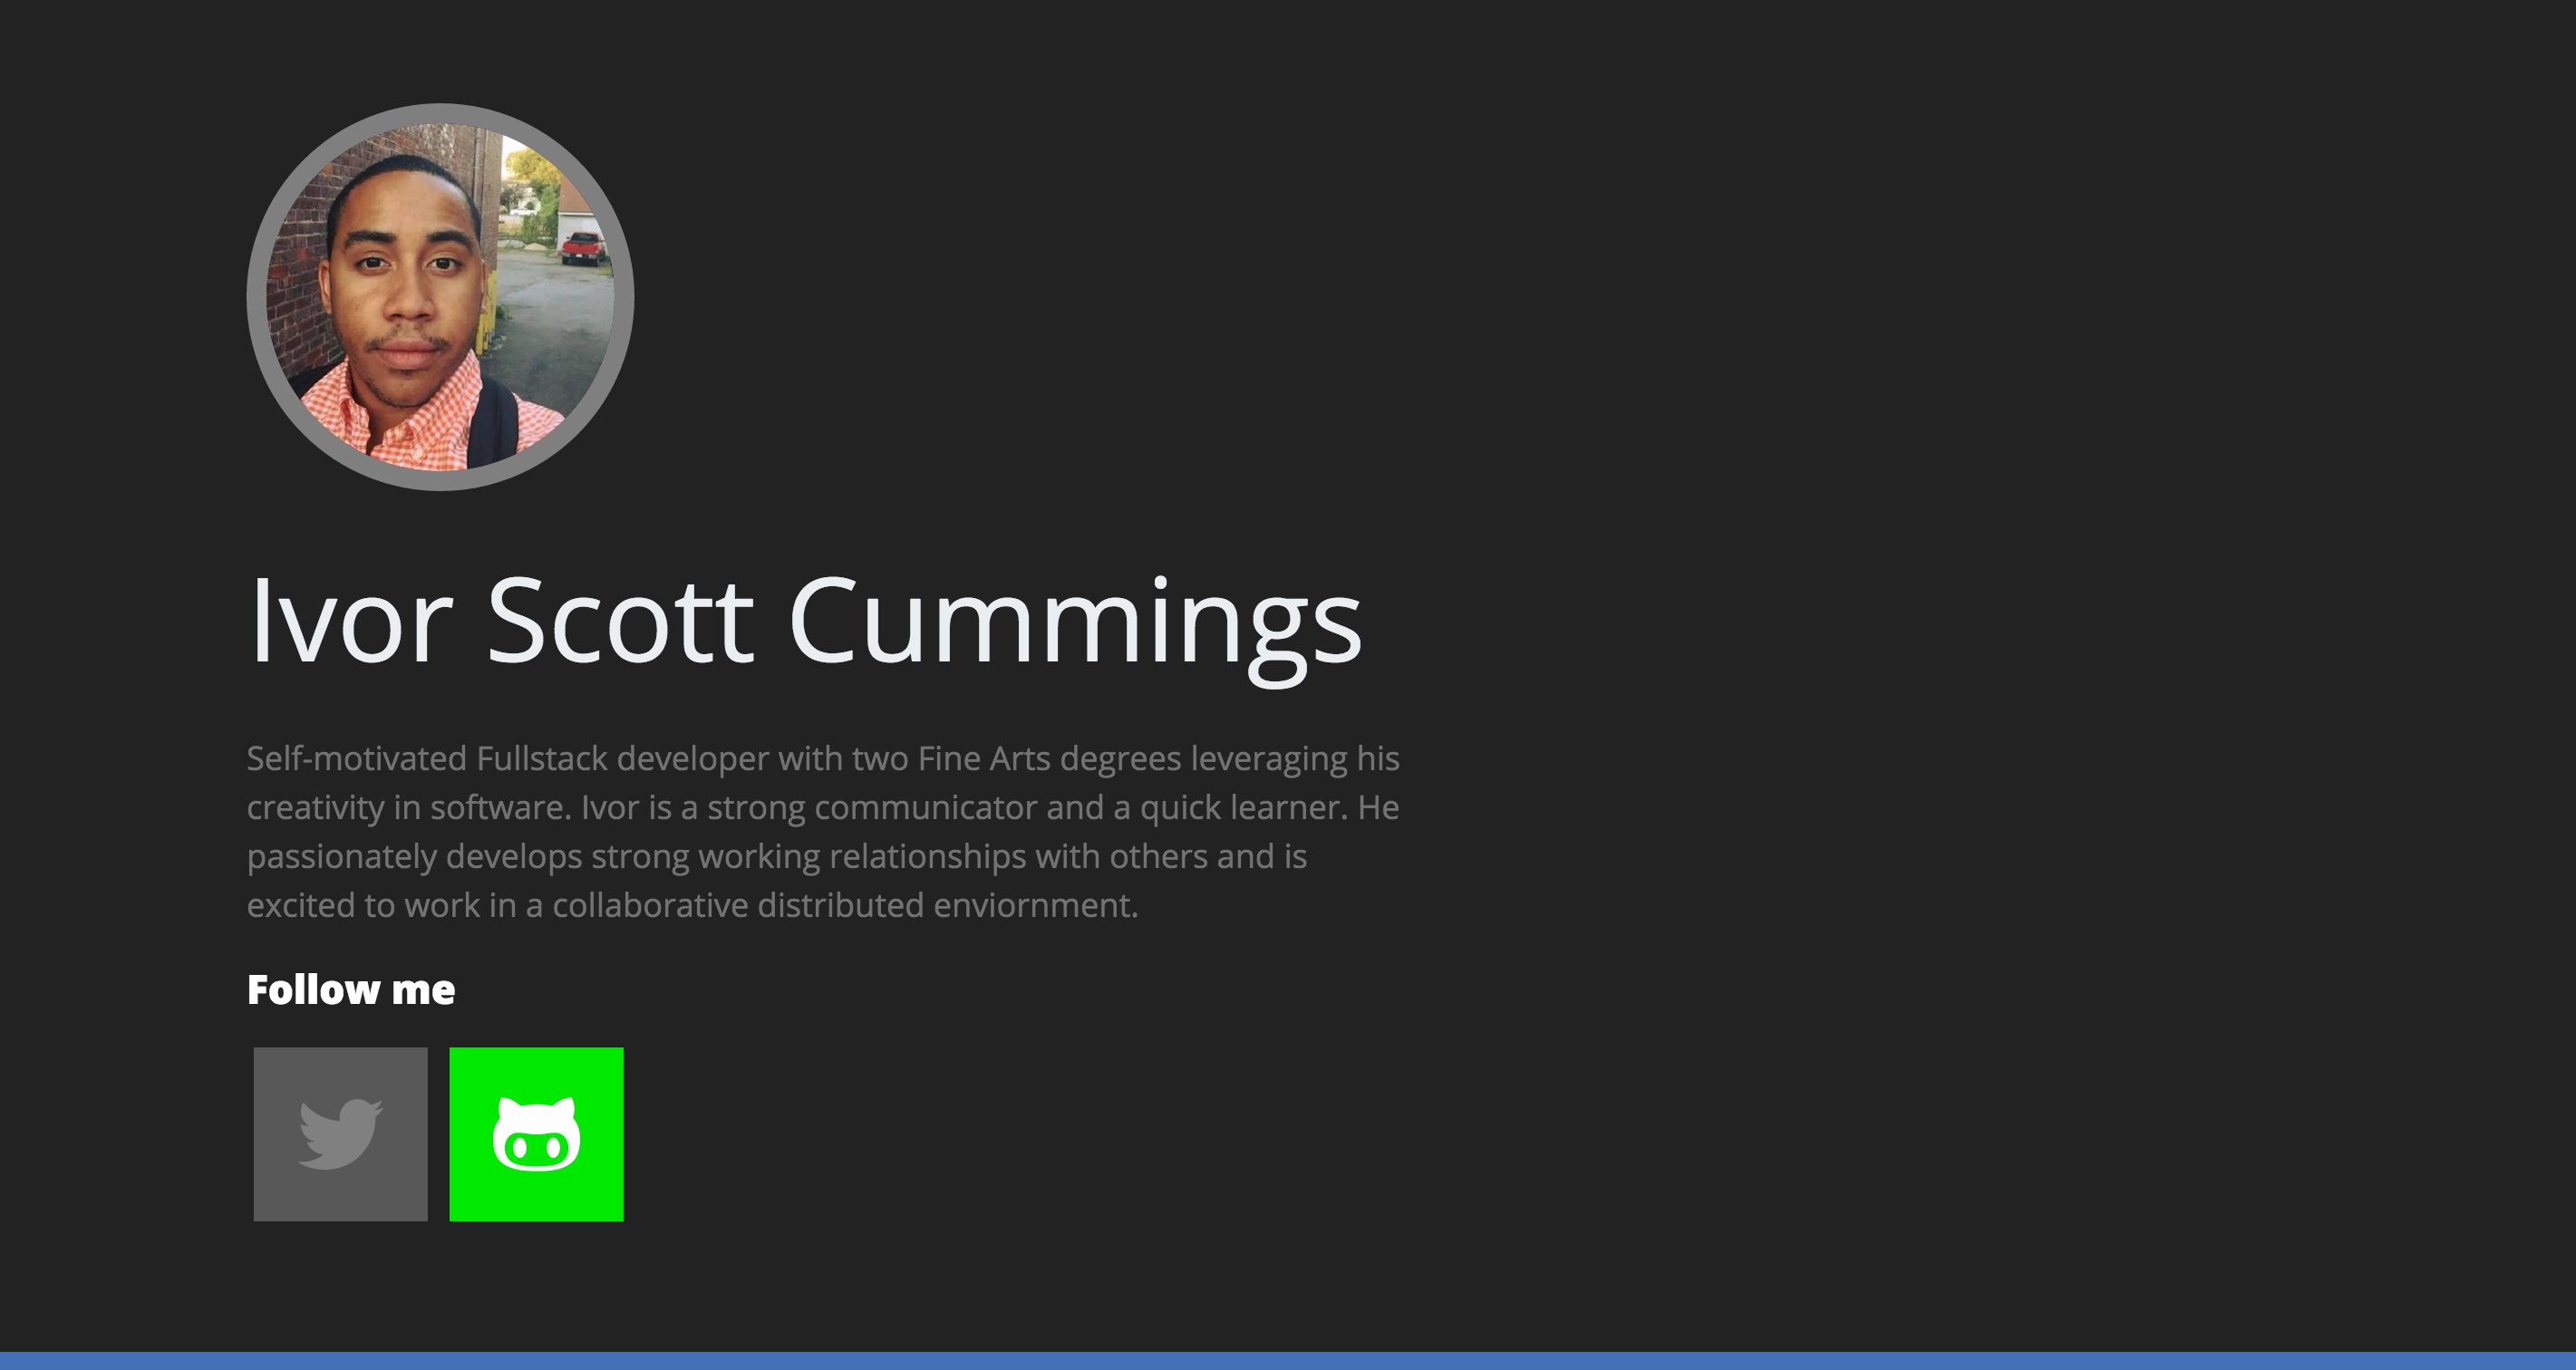 Ivor Scott Cummings
Self-motivated Fullstack developer with two Fine Arts degrees leveraging his
creativity in software. Ivor is a strong communicator and a quick learner. He
passionately develops strong working relationships with others and is
excited to work in a collaborative distributed enviornment.
Follow me